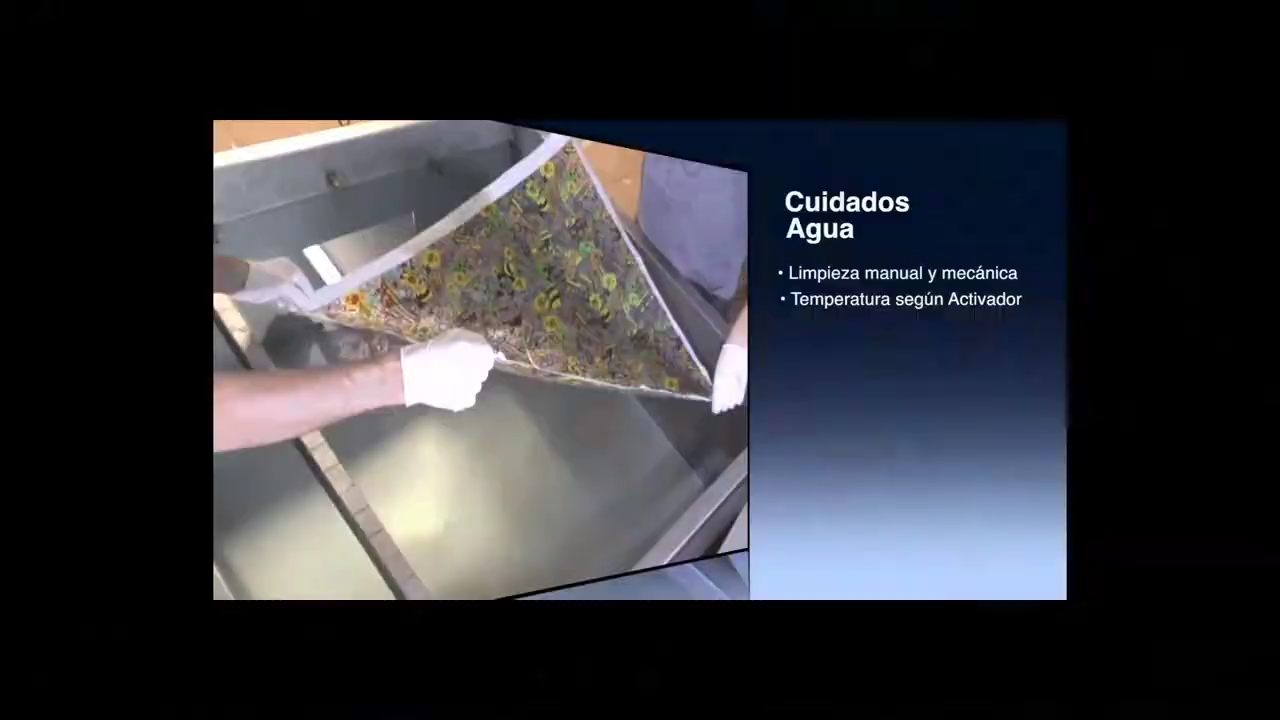 Cuidados
Agua
• Limpieza manual y mecánica
• Temperatura según Activador